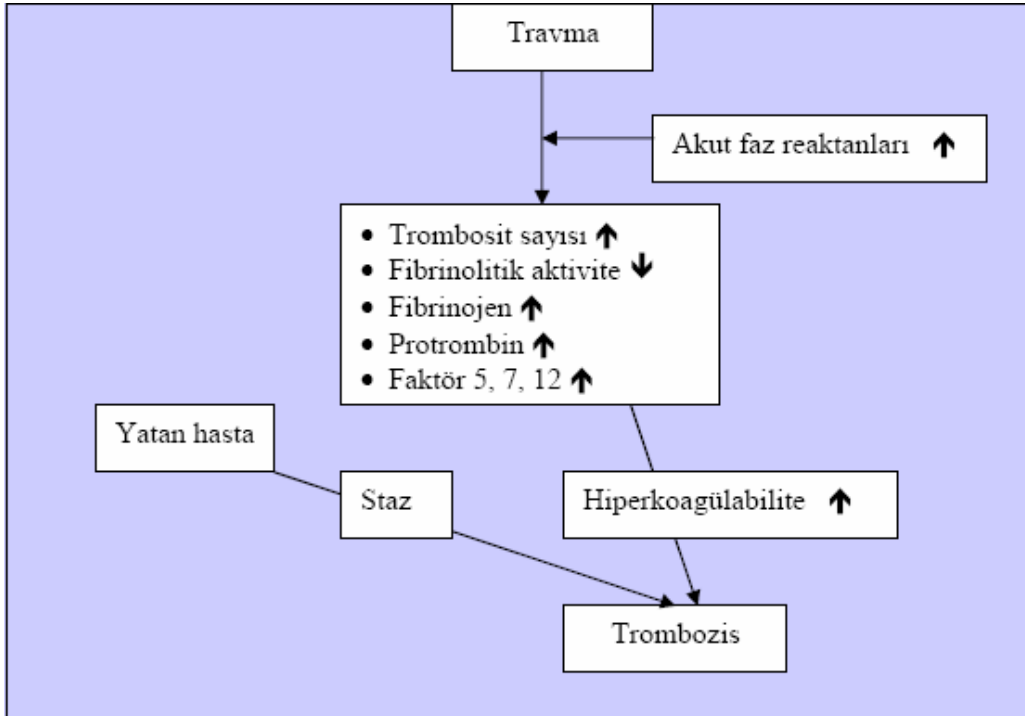 Travma
Akut faz reaktanları ↑
• Trombosit sayısı ↑
• Fibrinolitik aktivite ↓
• Fibrinojen ↑
• Protrombin ↑
• Faktör 5, 7, 12 ↑
Yatan hasta
Staz
Hiperkoagülabilite ↑
Trombozis